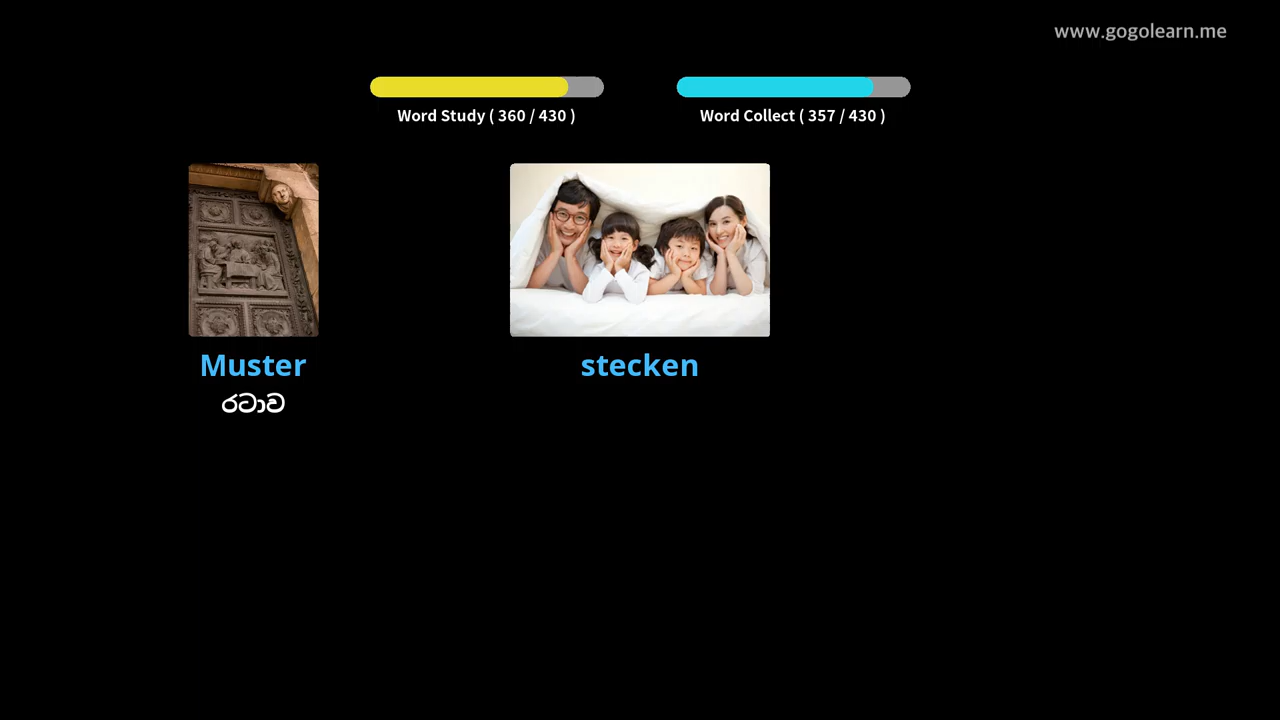 www.gogolearn.me
Word Study ( 360 / 430 )
Word Collect ( 357 / 430 )
Muster
රටාව
stecken